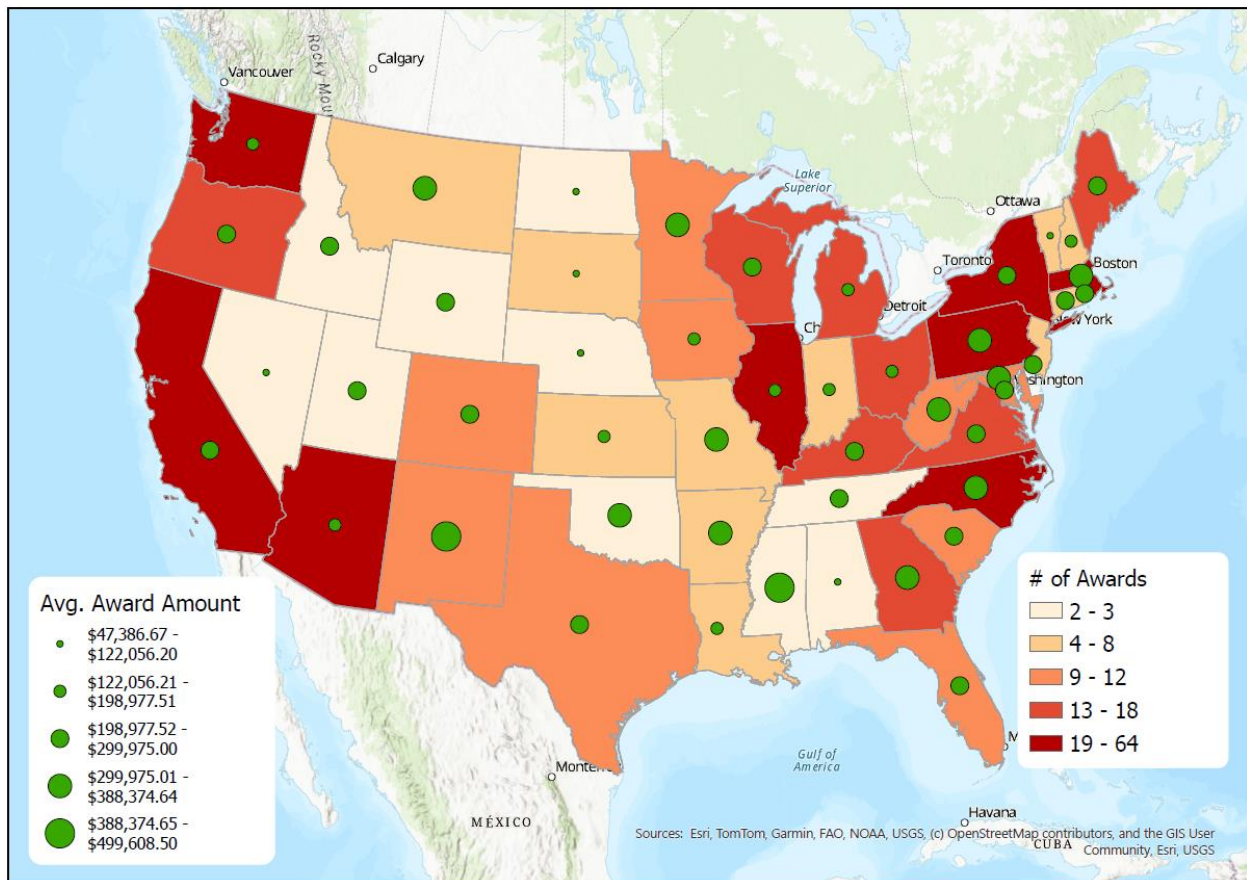 Rocky Mou
Calgary
Vancouver
Lake
Superior
Ottawa
Toronto
Boston
Detroit
Ch
ew York
ashington
Avg. Award Amount
$47,386.67 -
$122,056.20
$122,056.21 -
$198,977.51
$198,977.52 -
$299,975.00
$299,975.01 -
$388,374.64
$388,374.65 -
$499,608.50
# of Awards
2 - 3
4 - 8
9 - 12
13 - 18
19 - 64
M
Gulf of
America
Monterr
MÉXICO
Havana
CUBA
Sources: Esri, TomTom, Garmin, FAO, NOAA, USGS, (c) OpenStreetMap contributors, and the GIS User
Community, Esri, USGS